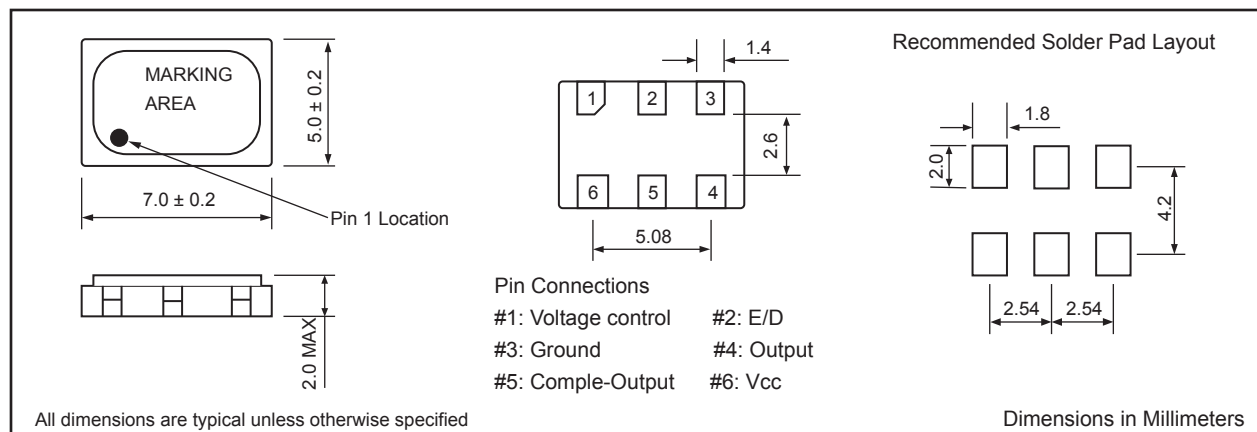 MARKING
AREA
5.0 ± 0.2
7.0 ± 0.2
Pin 1 Location
2.0 MAX
All dimensions are typical unless otherwise specified
1.4
1 2 3
2.6
6 5 4
5.08
Pin Connections
#1: Voltage control #2: E/D
#3: Ground #4: Output
#5: Comple-Output #6: Vcc
Recommended Solder Pad Layout
1.8
2.0
4.2
2.54 2.54
Dimensions in Millimeters